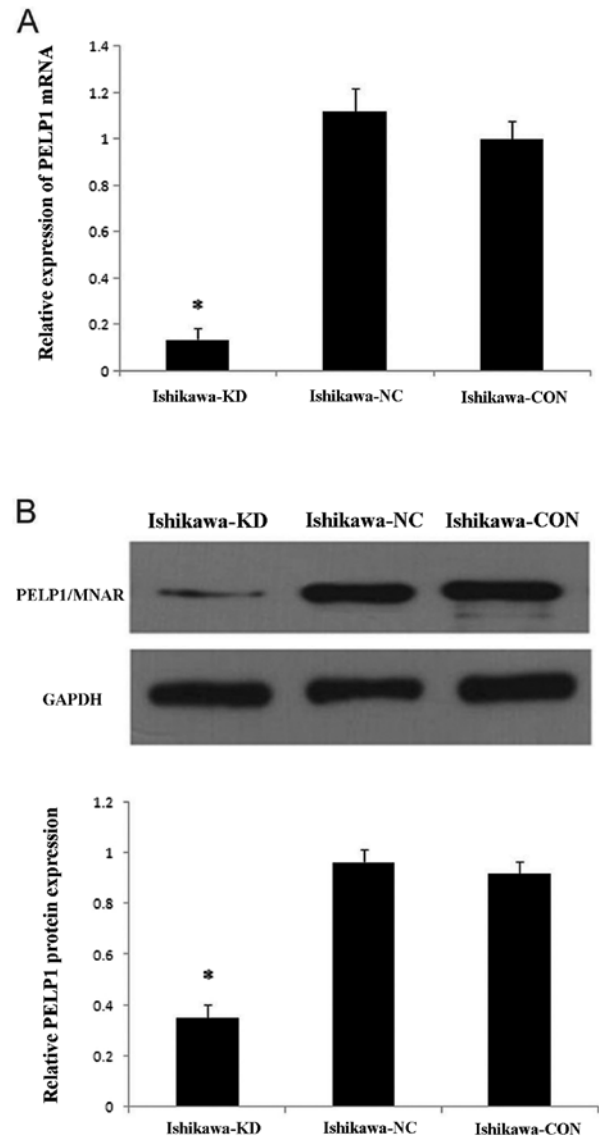 A
Relative expression of PELP1 mRNA
1.4
1.2
1
0.8
0.6
0.4
0.2
0
*
Ishikawa-KD Ishikawa-NC Ishikawa-CON
B
Ishikawa-KD Ishikawa-NC Ishikawa-CON
PELP1/MNAR
GAPDH
Relative PELP1 protein expression
1.2
1
0.8
0.6
0.4
0.2
0
*
Ishikawa-KD Ishikawa-NC Ishikawa-CON